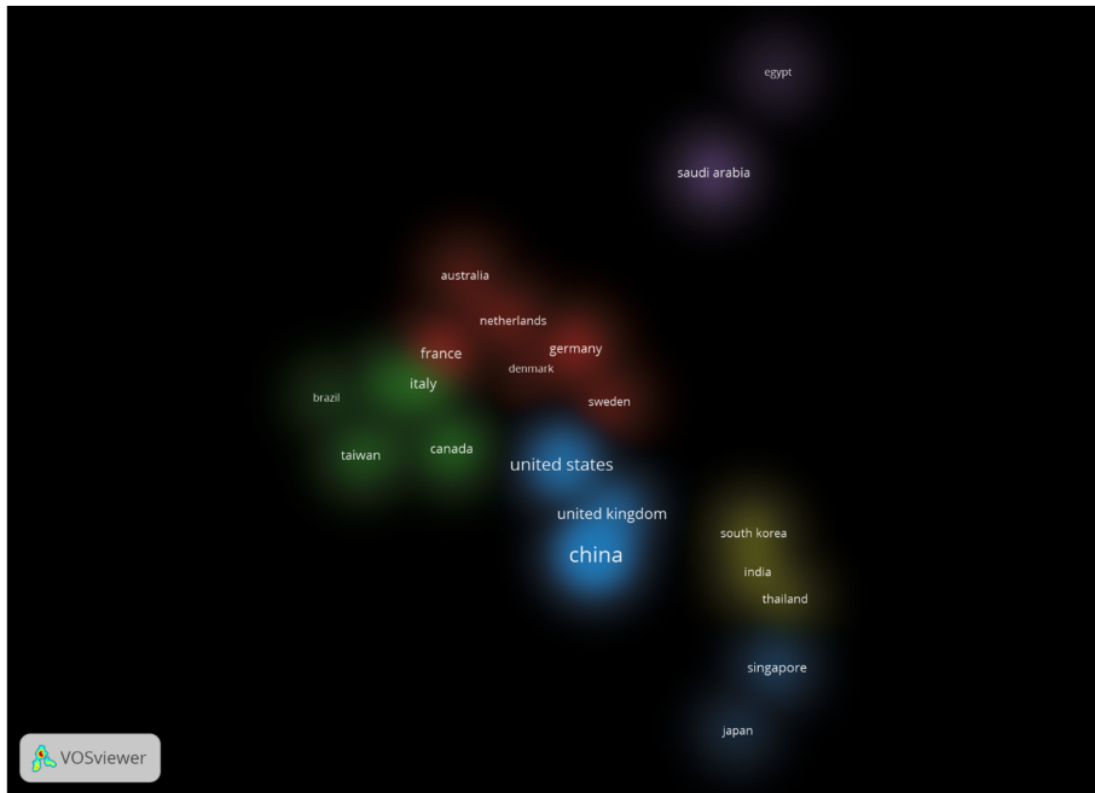 egypt
saudi arabia
australia
netherlands
germany
france
denmark
italy
brazil
sweden
canada
taiwan
united states
united kingdom
south korea
china
india
thailand
singapore
japan
VOSviewer